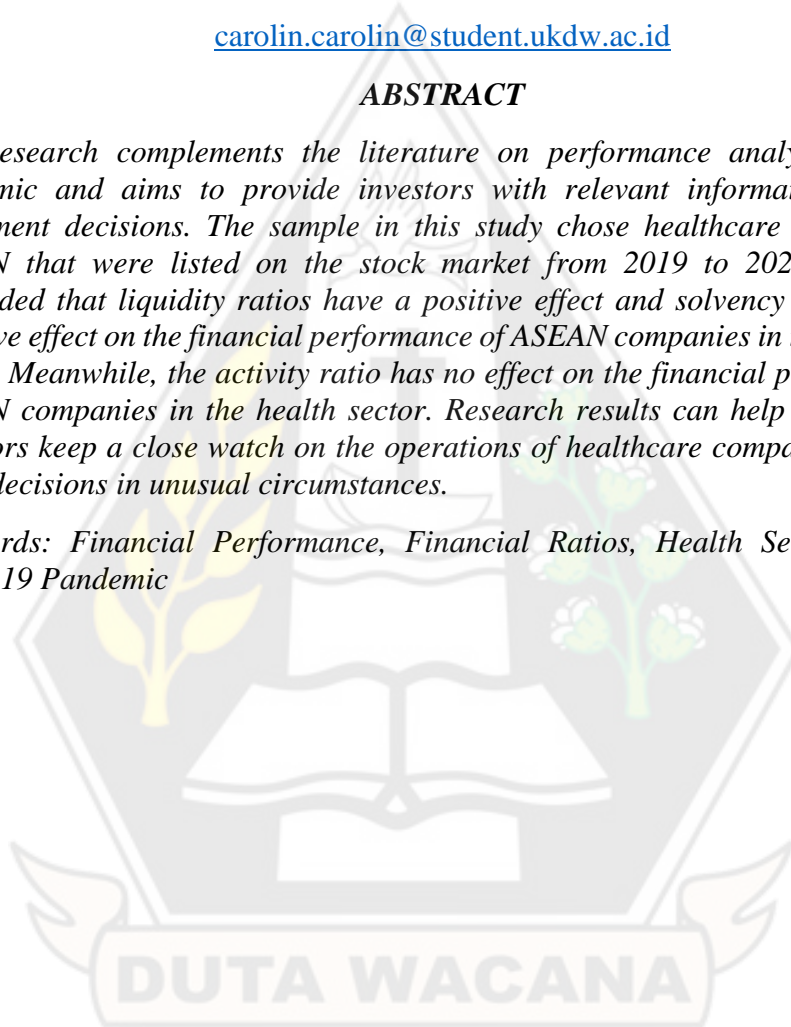 carolin.carolin@student.ukdw.ac.id
ABSTRACT
esearch complements the literature on performance analy
mic and aims to provide investors with relevant informa
ment decisions. The sample in this study chose healthcare
N that were listed on the stock market from 2019 to 202
ded that liquidity ratios have a positive effect and solvency
ve effect on the financial performance of ASEAN companies in
Meanwhile, the activity ratio has no effect on the financial p
N companies in the health sector. Research results can help
ors keep a close watch on the operations of healthcare compa
decisions in unusual circumstances.
rds: Financial Performance, Financial Ratios, Health Se
19 Pandemic
DUTA WACANA